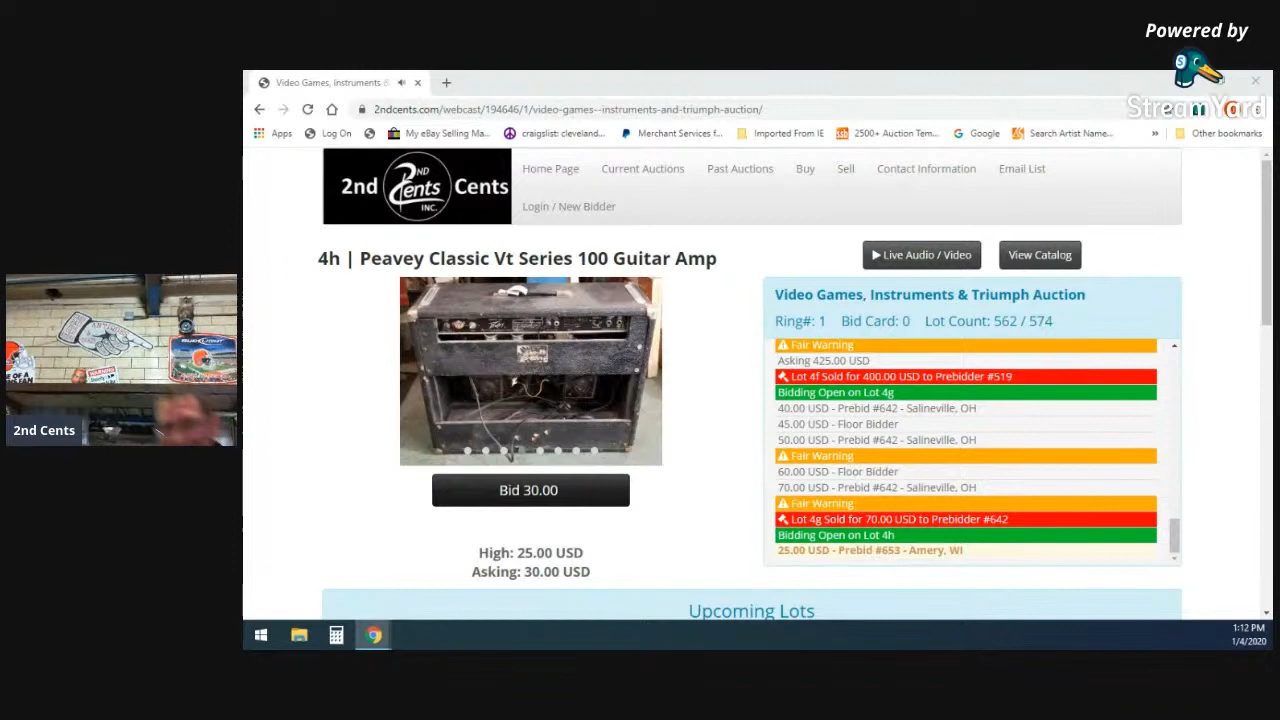 Powered by
StreamYard
Video Games, Instruments &
2ndcents.com/webcast/194646/1/video-games--instruments-and-triumph-auction/
Apps
Log On
My eBay Selling Ma...
craigslist: cleveland...
Merchant Services f...
Imported From IE
2500+ Auction Tem...
Google
Search Artist Name...
»
Other bookmarks
2nd
2ND Cents INC.
Cents
Home Page
Current Auctions
Past Auctions
Buy
Sell
Contact Information
Email List
Login / New Bidder
4h | Peavey Classic Vt Series 100 Guitar Amp
Live Audio / Video
View Catalog
Video Games, Instruments & Triumph Auction
Ring#: 1 Bid Card: 0 Lot Count: 562 / 574
Fair Warning
Asking 425.00 USD
Lot 4f Sold for 400.00 USD to Prebidder #519
Bidding Open on Lot 4g
40.00 USD - Prebid #642 - Salineville, OH
45.00 USD - Floor Bidder
50.00 USD - Prebid #642 - Salineville, OH
Fair Warning
60.00 USD - Floor Bidder
70.00 USD - Prebid #642 - Salineville, OH
Fair Warning
Lot 4g Sold for 70.00 USD to Prebidder #642
Bidding Open on Lot 4h
25.00 USD - Prebid #653 - Amery, WI
Bid 30.00
High: 25.00 USD
Asking: 30.00 USD
Upcoming Lots
2nd Cents
1:12 PM
1/4/2020